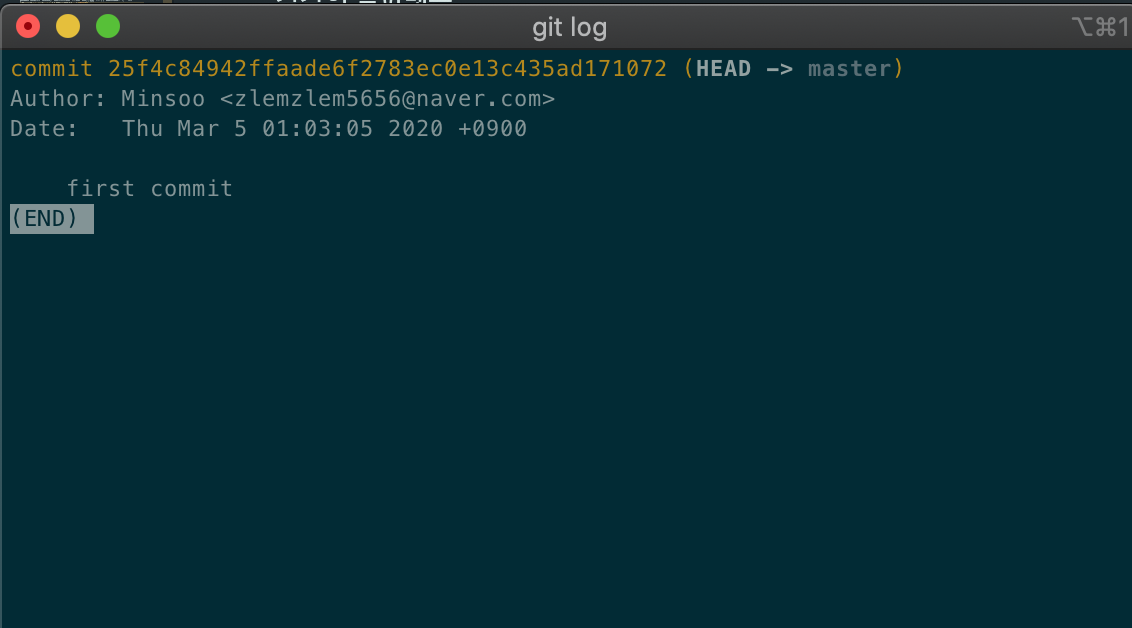 git log
⌥⌘1
commit 25f4c84942ffaade6f2783ec0e13c435ad171072 (HEAD -> master)
Author: Minsoo <zlemzlem5656@naver.com>
Date:   Thu Mar 5 01:03:05 2020 +0900
    first commit
(END)